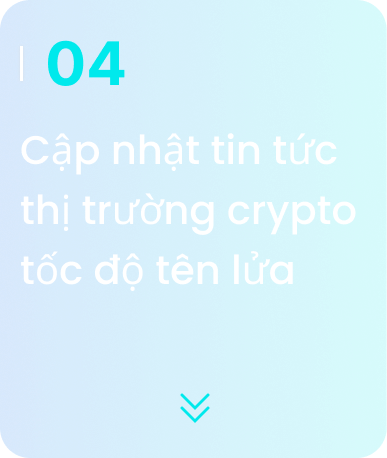 04
Cập nhật tin tức
thị trường crypto
tốc độ tên lửa